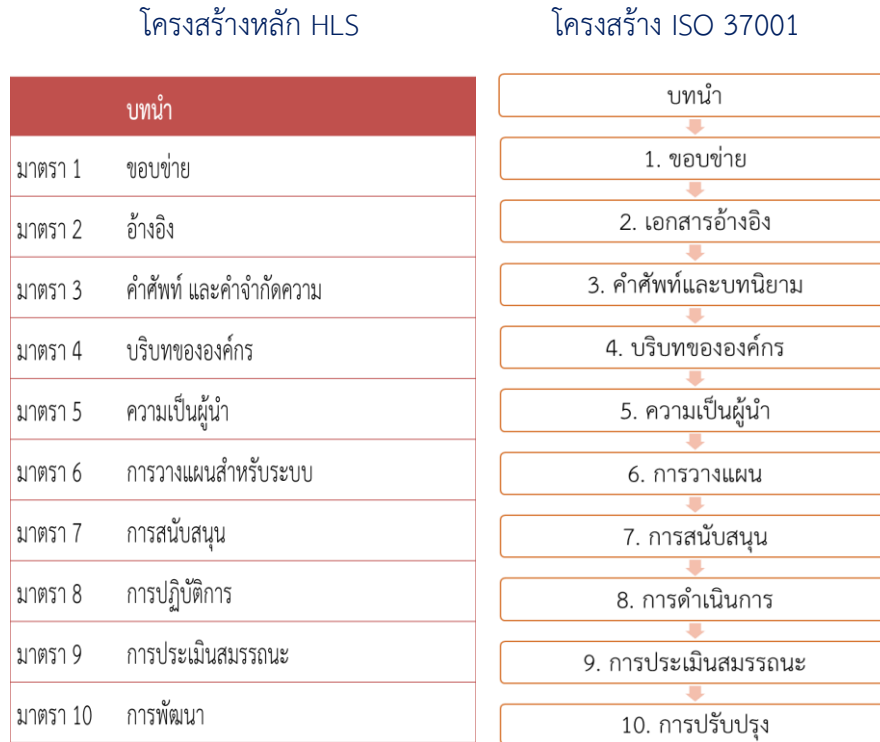 โครงสร้างหลัก HLS
บทนำ
มาตรา 1 ขอบข่าย
มาตรา 2 อ้างอิง
มาตรา 3 คำศัพท์ และคำจำกัดความ
มาตรา 4 บริบทขององค์กร
มาตรา 5 ความเป็นผู้นำ
มาตรา 6 การวางแผนสำหรับระบบ
มาตรา 7 การสนับสนุน
มาตรา 8 การปฏิบัติการ
มาตรา 9 การประเมินสมรรถนะ
มาตรา 10 การพัฒนา
โครงสร้าง ISO 37001
บทนำ
1. ขอบข่าย
2. เอกสารอ้างอิง
3. คำศัพท์และบทนิยาม
4. บริบทขององค์กร
5. ความเป็นผู้นำ
6. การวางแผน
7. การสนับสนุน
8. การดำเนินการ
9. การประเมินสมรรถนะ
10. การปรับปรุง